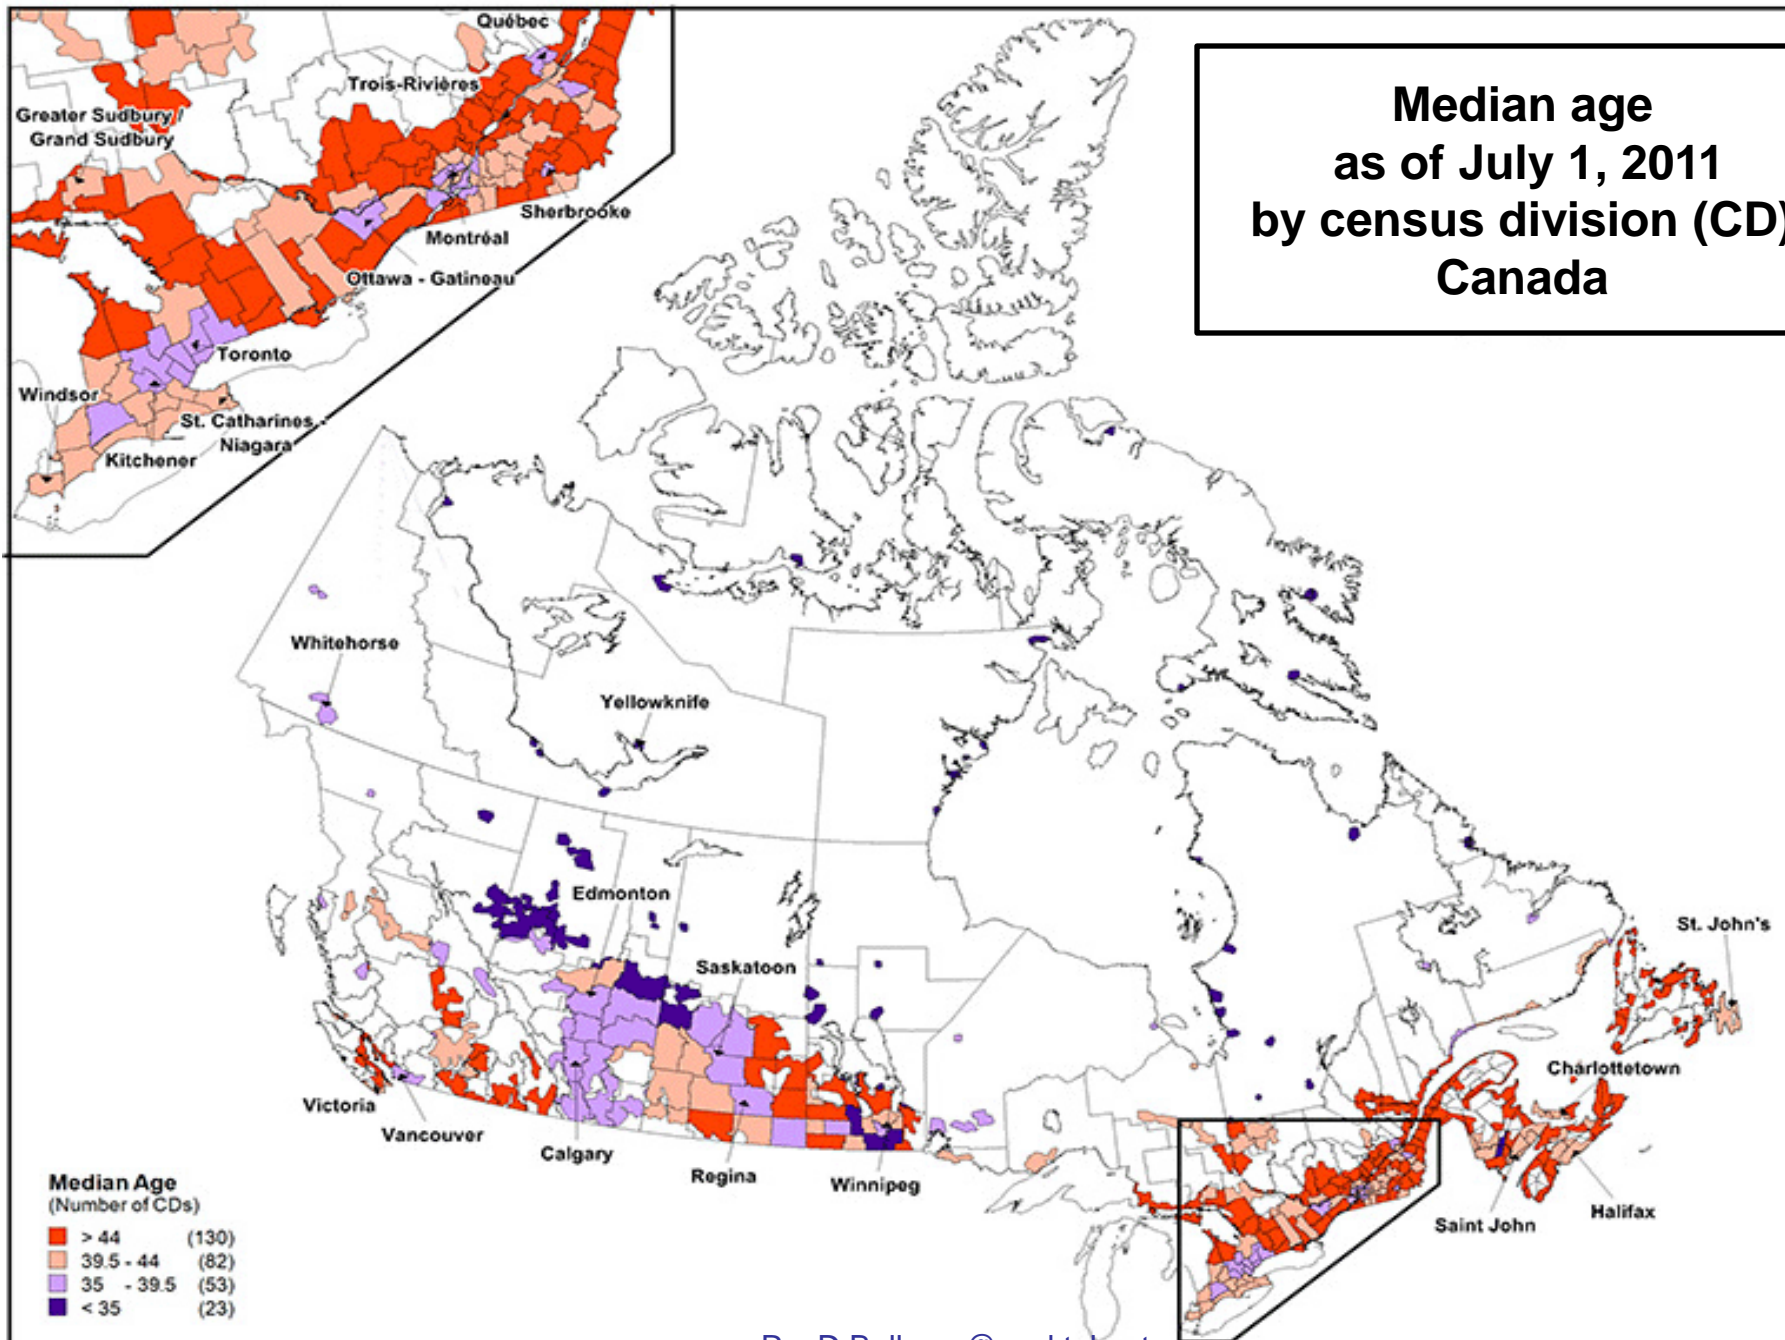 Median age
as of July 1, 2011
by census division (CD)
Canada
Québec
Trois-Rivières
Greater Sudbury /
Grand Sudbury
Sherbrooke
Montréal
Ottawa - Gatineau
Toronto
Windsor
St. Catharines -
Niagara
Kitchener
Whitehorse
Yellowknife
Edmonton
Saskatoon
St. John's
Charlottetown
Victoria
Vancouver
Calgary
Regina
Winnipeg
Saint John
Halifax
Median Age
(Number of CDs)
> 44 (130)
39.5 - 44 (82)
35 - 39.5 (53)
< 35 (23)